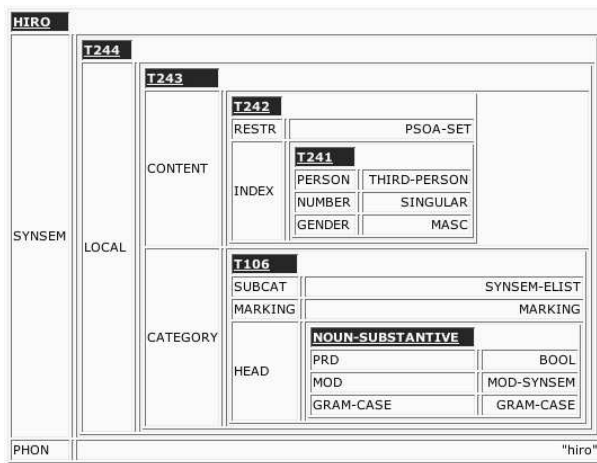 HIRO
T244
T243
T242
RESTR PSOA-SET
T241
CONTENT
PERSON THIRD-PERSON
INDEX
NUMBER SINGULAR
GENDER MASC
SYNSEM
LOCAL
T106
SUBCAT SYNSEM-ELIST
MARKING MARKING
CATEGORY
NOUN-SUBSTANTIVE
PRD BOOL
HEAD
MOD MOD-SYNSEM
GRAM-CASE GRAM-CASE
PHON "hiro"